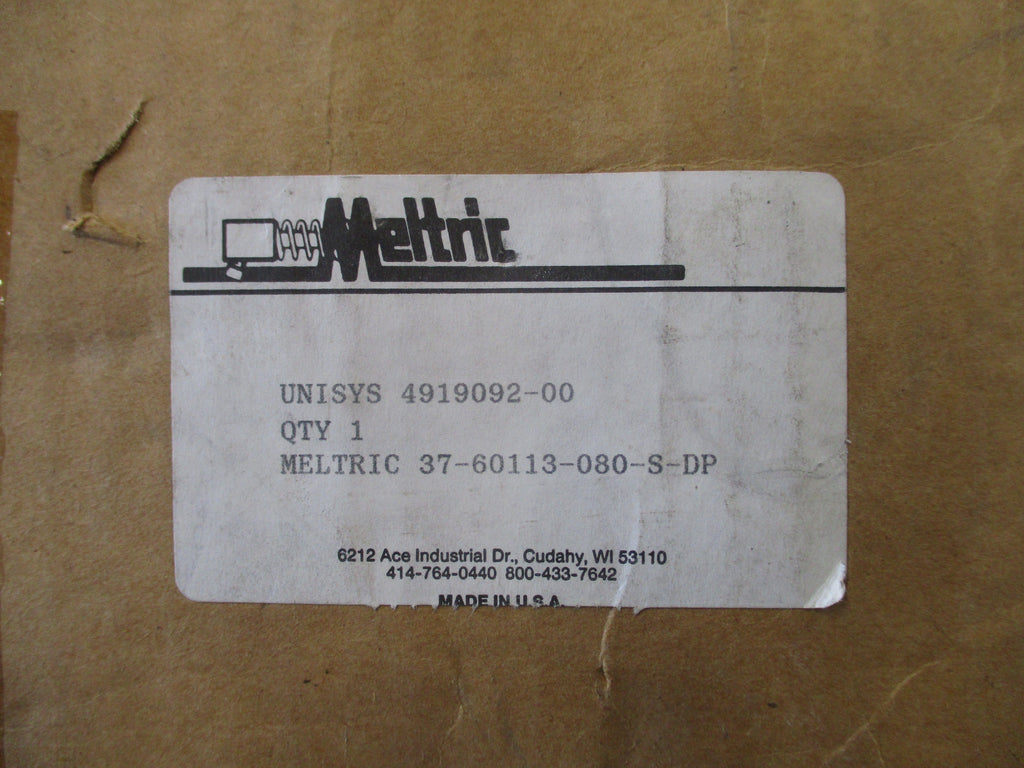 Meltric
UNISYS 4919092-00
QTY 1
MELTRIC 37-60113-080-S-DP
6212 Ace Industrial Dr., Cudahy, WI 53110
414-764-0440 800-433-7642
MADE IN U.S.A.